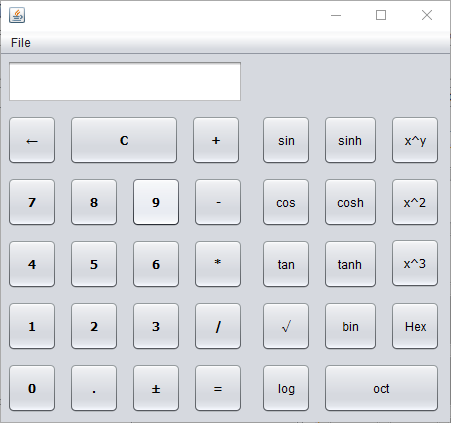 File
← C + sin sinh x^y
7 8 9 - cos cosh x^2
4 5 6 * tan tanh x^3
1 2 3 / √ bin Hex
0 . ± = log oct